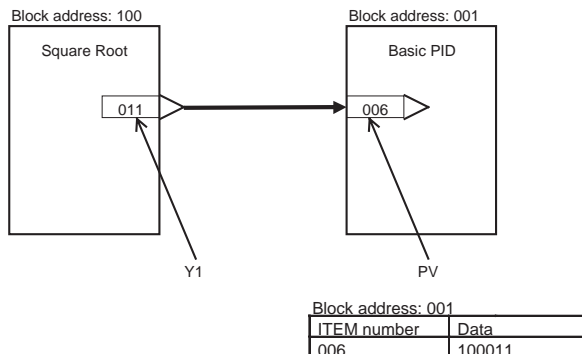 Block address: 100
Block address: 001
Square Root
Basic PID
011
006
Y1
PV
Block address: 001
ITEM number Data
006 100011